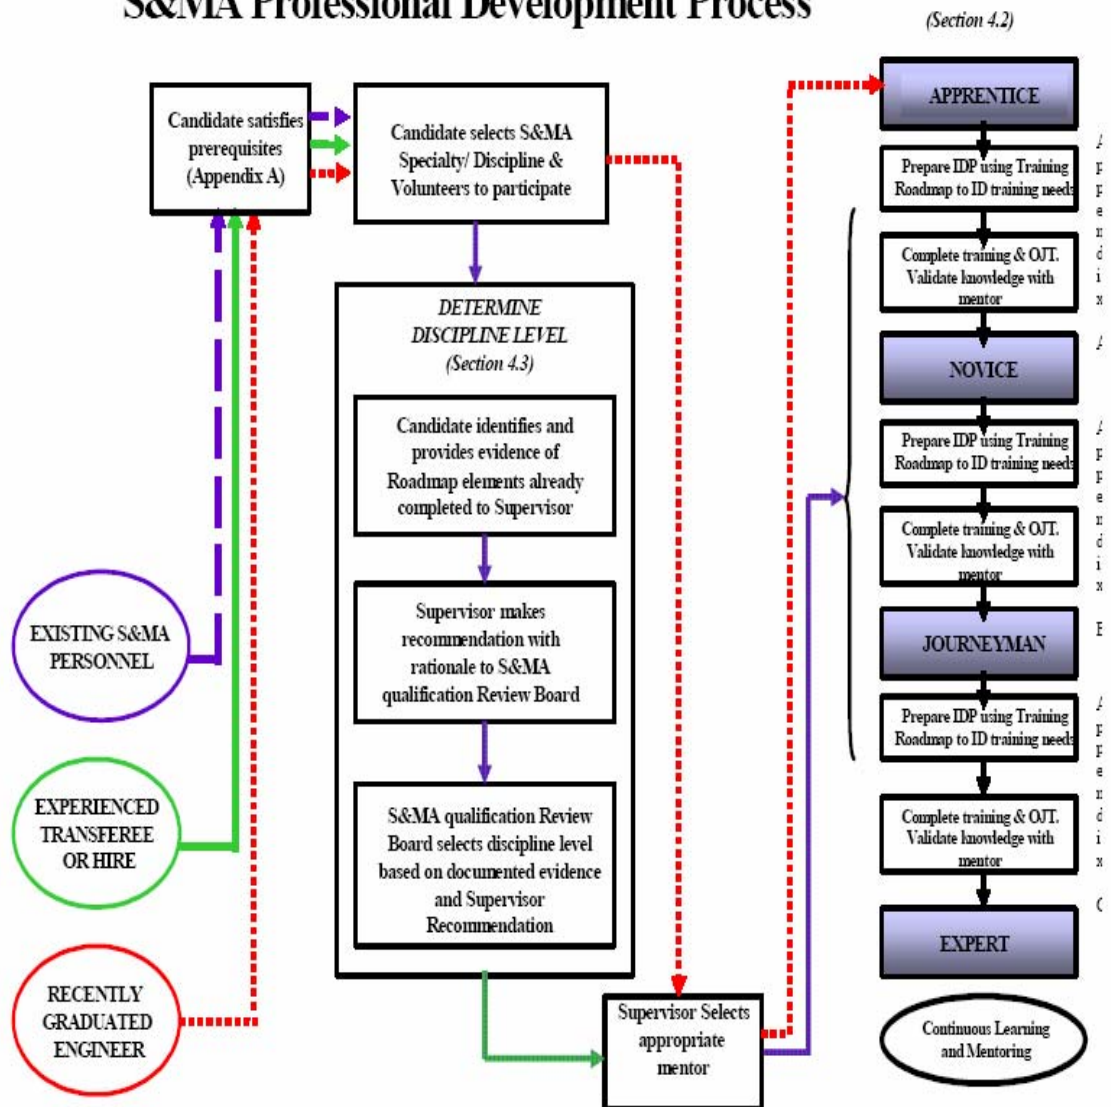 S&MA Professional Development Process
(Section 4.2)
Candidate satisfies
prerequisites
(Appendix A)
Candidate selects S&MA
Specialty/ Discipline &
Volunteers to participate
DETERMINE
DISCIPLINE LEVEL
(Section 4.3)
Candidate identifies and
provides evidence of
Roadmap elements already
completed to Supervisor
Supervisor makes
recommendation with
rationale to S&MA
qualification Review Board
S&MA qualification Review
Board selects discipline level
based on documented evidence
and Supervisor
Recommendation
EXISTING S&MA
PERSONNEL
EXPERIENCED
TRANSFEREE
OR HIRE
RECENTLY
GRADUATED
ENGINEER
Supervisor Selects
appropriate
mentor
APPRENTICE
Prepare IDP using Training
Roadmap to ID training needs
Complete training & OJT.
Validate knowledge with
mentor
NOVICE
Prepare IDP using Training
Roadmap to ID training needs
Complete training & OJT.
Validate knowledge with
mentor
JOURNEYMAN
Prepare IDP using Training
Roadmap to ID training needs
Complete training & OJT.
Validate knowledge with
mentor
EXPERT
Continuous Learning
and Mentoring